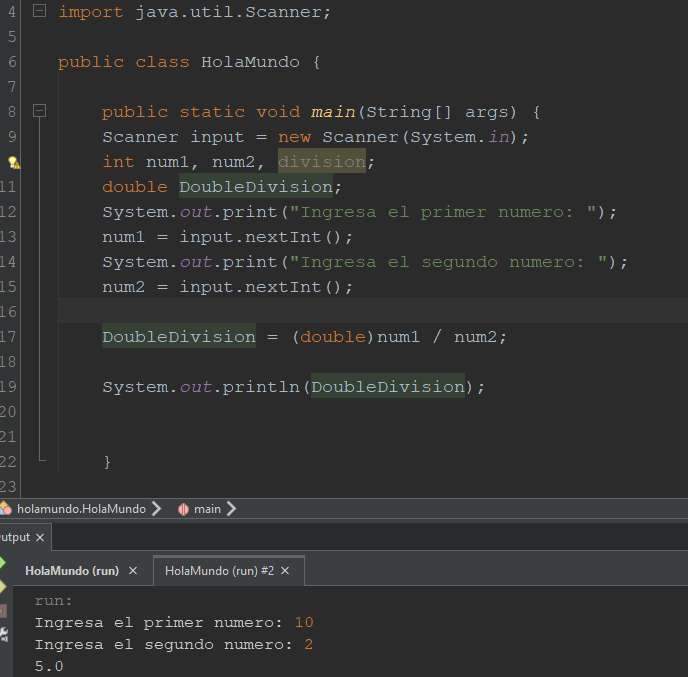 4 import java.util.Scanner;
5
6 public class HolaMundo {
7
8 public static void main(String[] args) {
9 Scanner input = new Scanner(System.in);
int num1, num2, division;
11 double DoubleDivision;
12 System.out.print("Ingresa el primer numero: ");
13 num1 = input.nextInt();
14 System.out.print("Ingresa el segundo numero: ");
15 num2 = input.nextInt();
16
17 DoubleDivision = (double)num1 / num2;
18
19 System.out.println(DoubleDivision);
20
21
22 }
23
holamundo.HolaMundo main
utput ×
HolaMundo (run) × HolaMundo (run) #2 ×
run:
Ingresa el primer numero: 10
Ingresa el segundo numero: 2
5.0